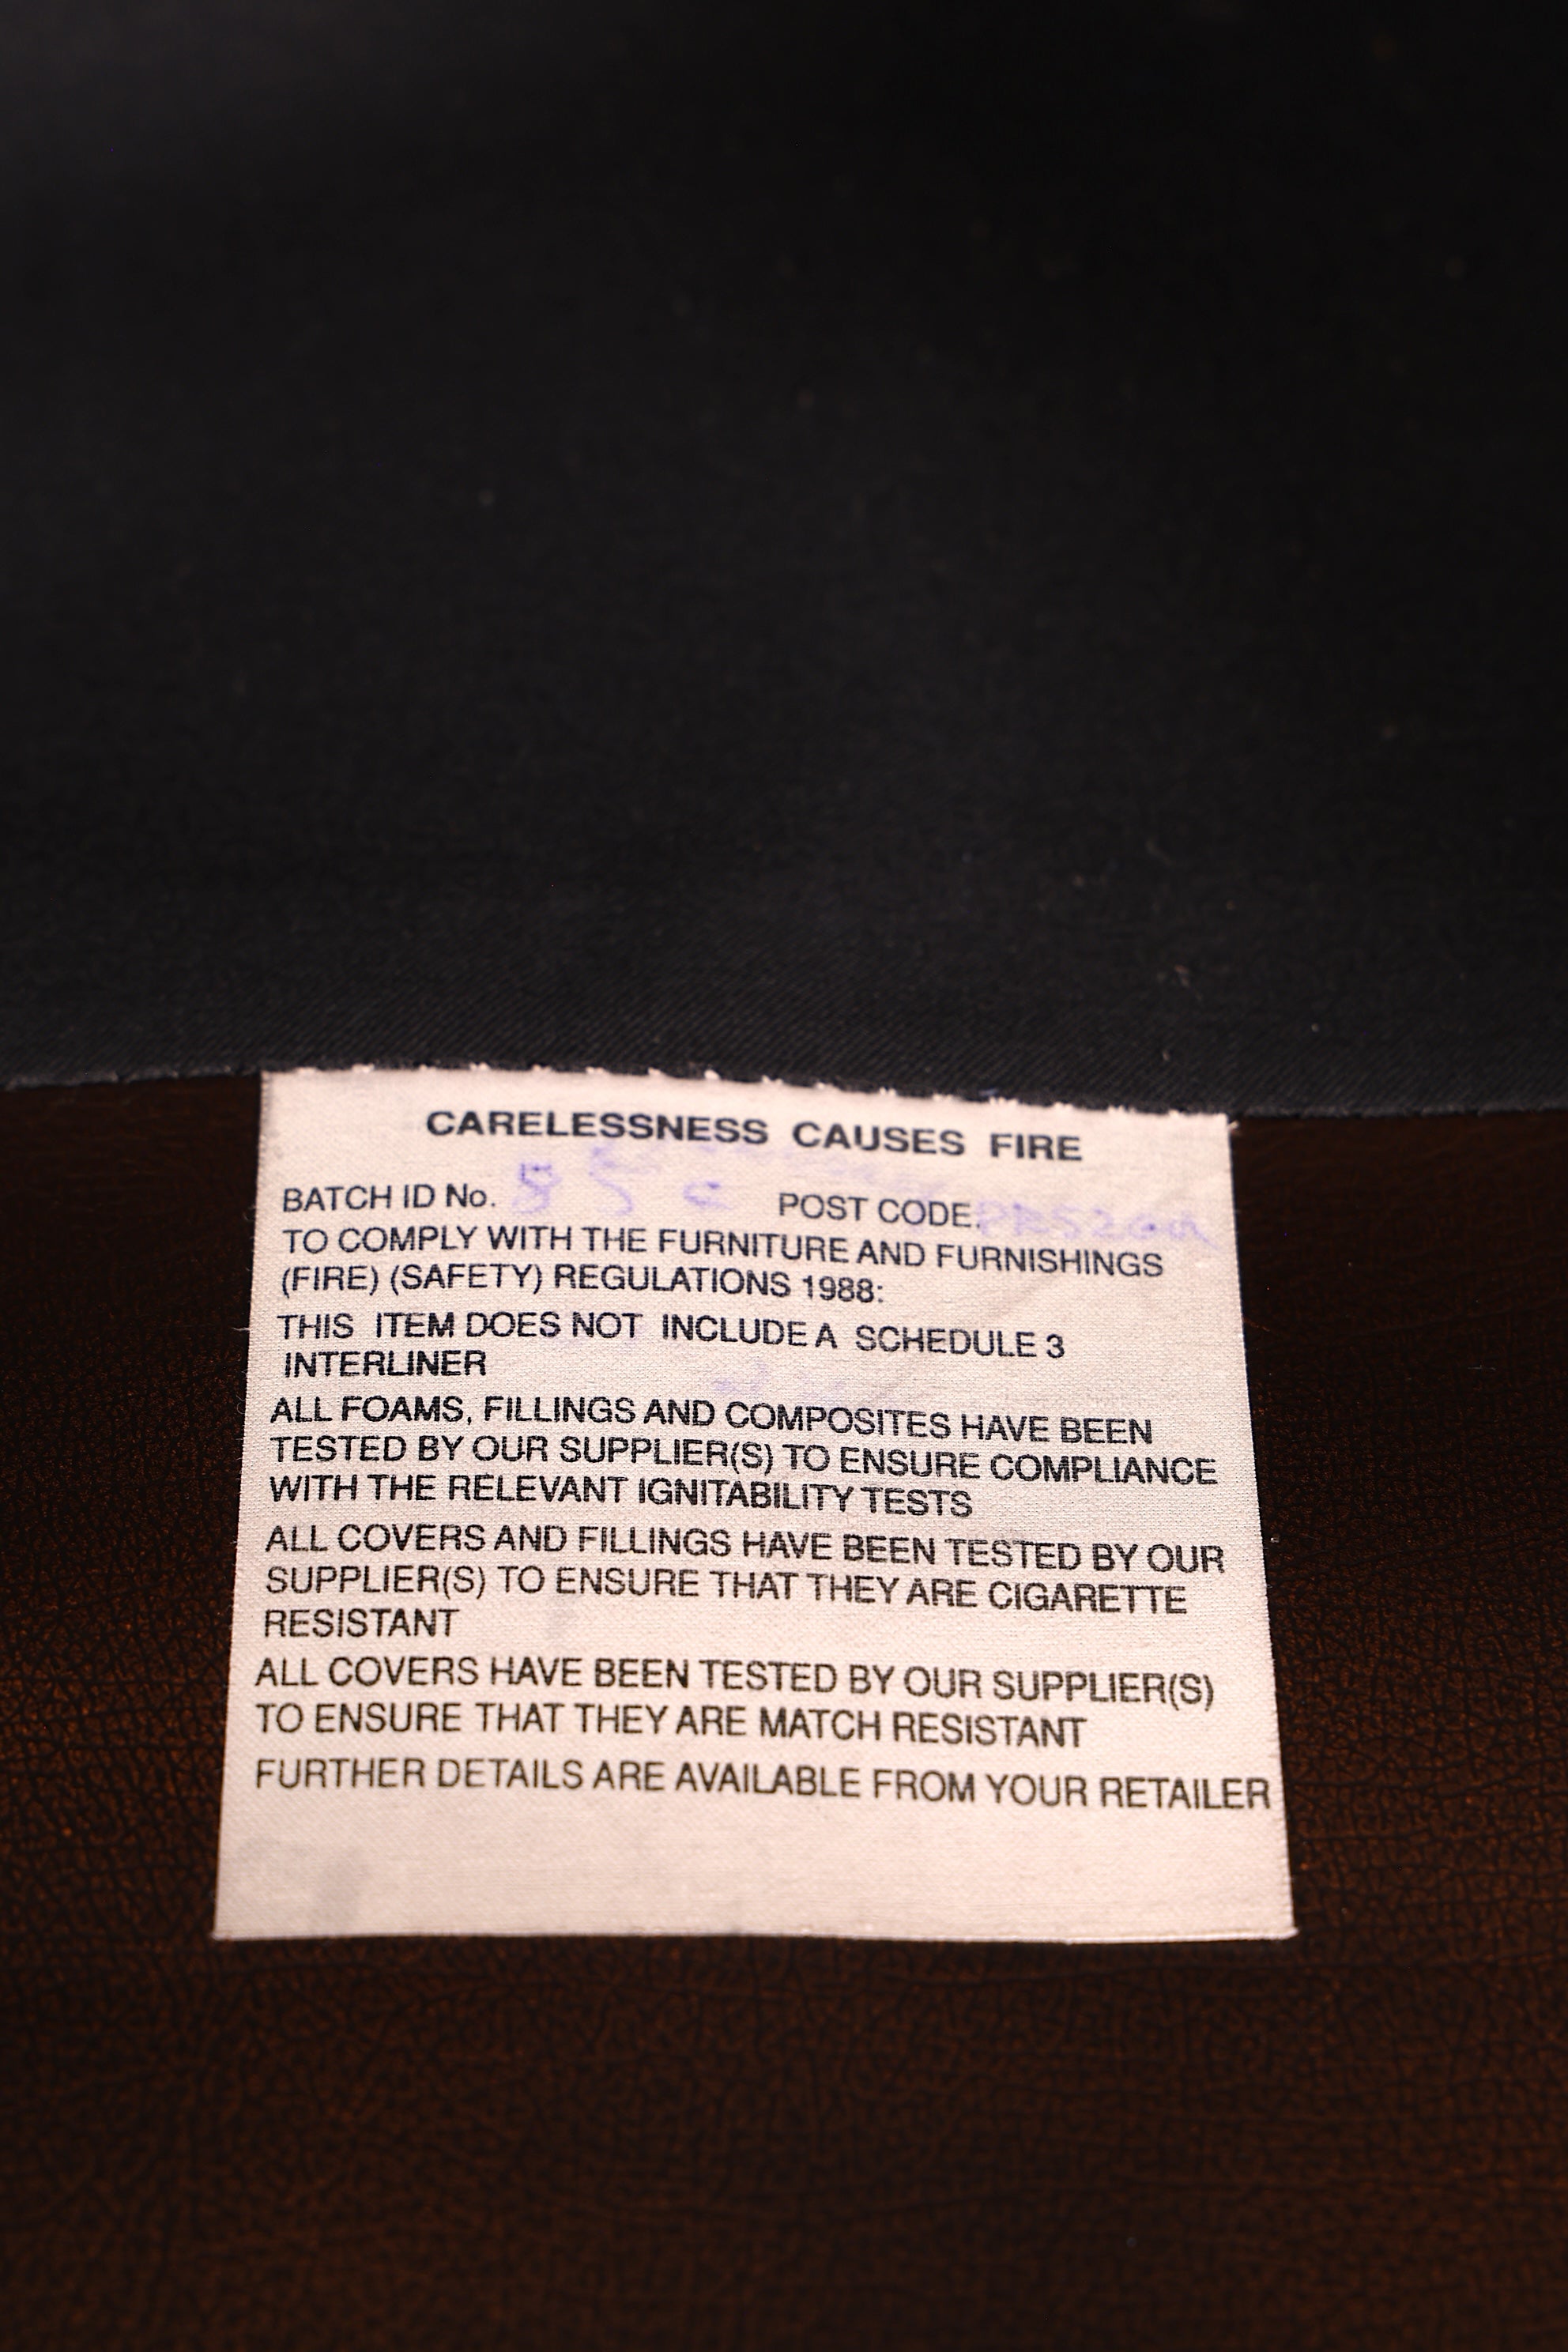 CARELESSNESS CAUSES FIRE
BATCH ID No. POST CODE.
TO COMPLY WITH THE FURNITURE AND FURNISHINGS
(FIRE) (SAFETY) REGULATIONS 1988:
THIS ITEM DOES NOT INCLUDE A SCHEDULE 3
INTERLINER
ALL FOAMS, FILLINGS AND COMPOSITES HAVE BEEN
TESTED BY OUR SUPPLIER(S) TO ENSURE COMPLIANCE
WITH THE RELEVANT IGNITABILITY TESTS
ALL COVERS AND FILLINGS HAVE BEEN TESTED BY OUR
SUPPLIER(S) TO ENSURE THAT THEY ARE CIGARETTE
RESISTANT
ALL COVERS HAVE BEEN TESTED BY OUR SUPPLIER(S)
TO ENSURE THAT THEY ARE MATCH RESISTANT
FURTHER DETAILS ARE AVAILABLE FROM YOUR RETAILER